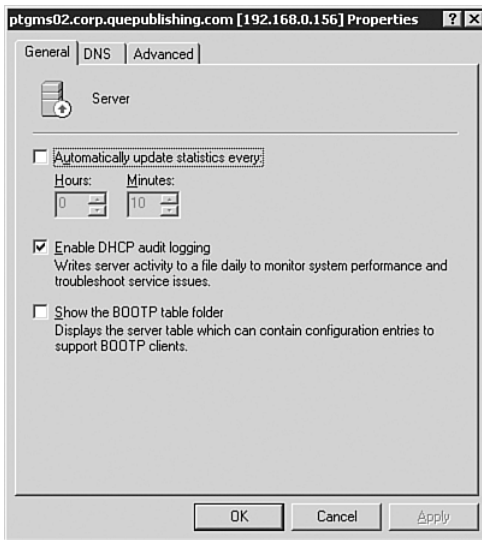 ptgms02.corp.quepublishing.com [192.168.0.156] Properties
General DNS Advanced
Server
Automatically update statistics every:
Hours: Minutes:
0 10
Enable DHCP audit logging
Writes server activity to a file daily to monitor system performance and
troubleshoot service issues.
Show the BOOTP table folder
Displays the server table which can contain configuration entries to
support BOOTP clients.
OK Cancel Apply